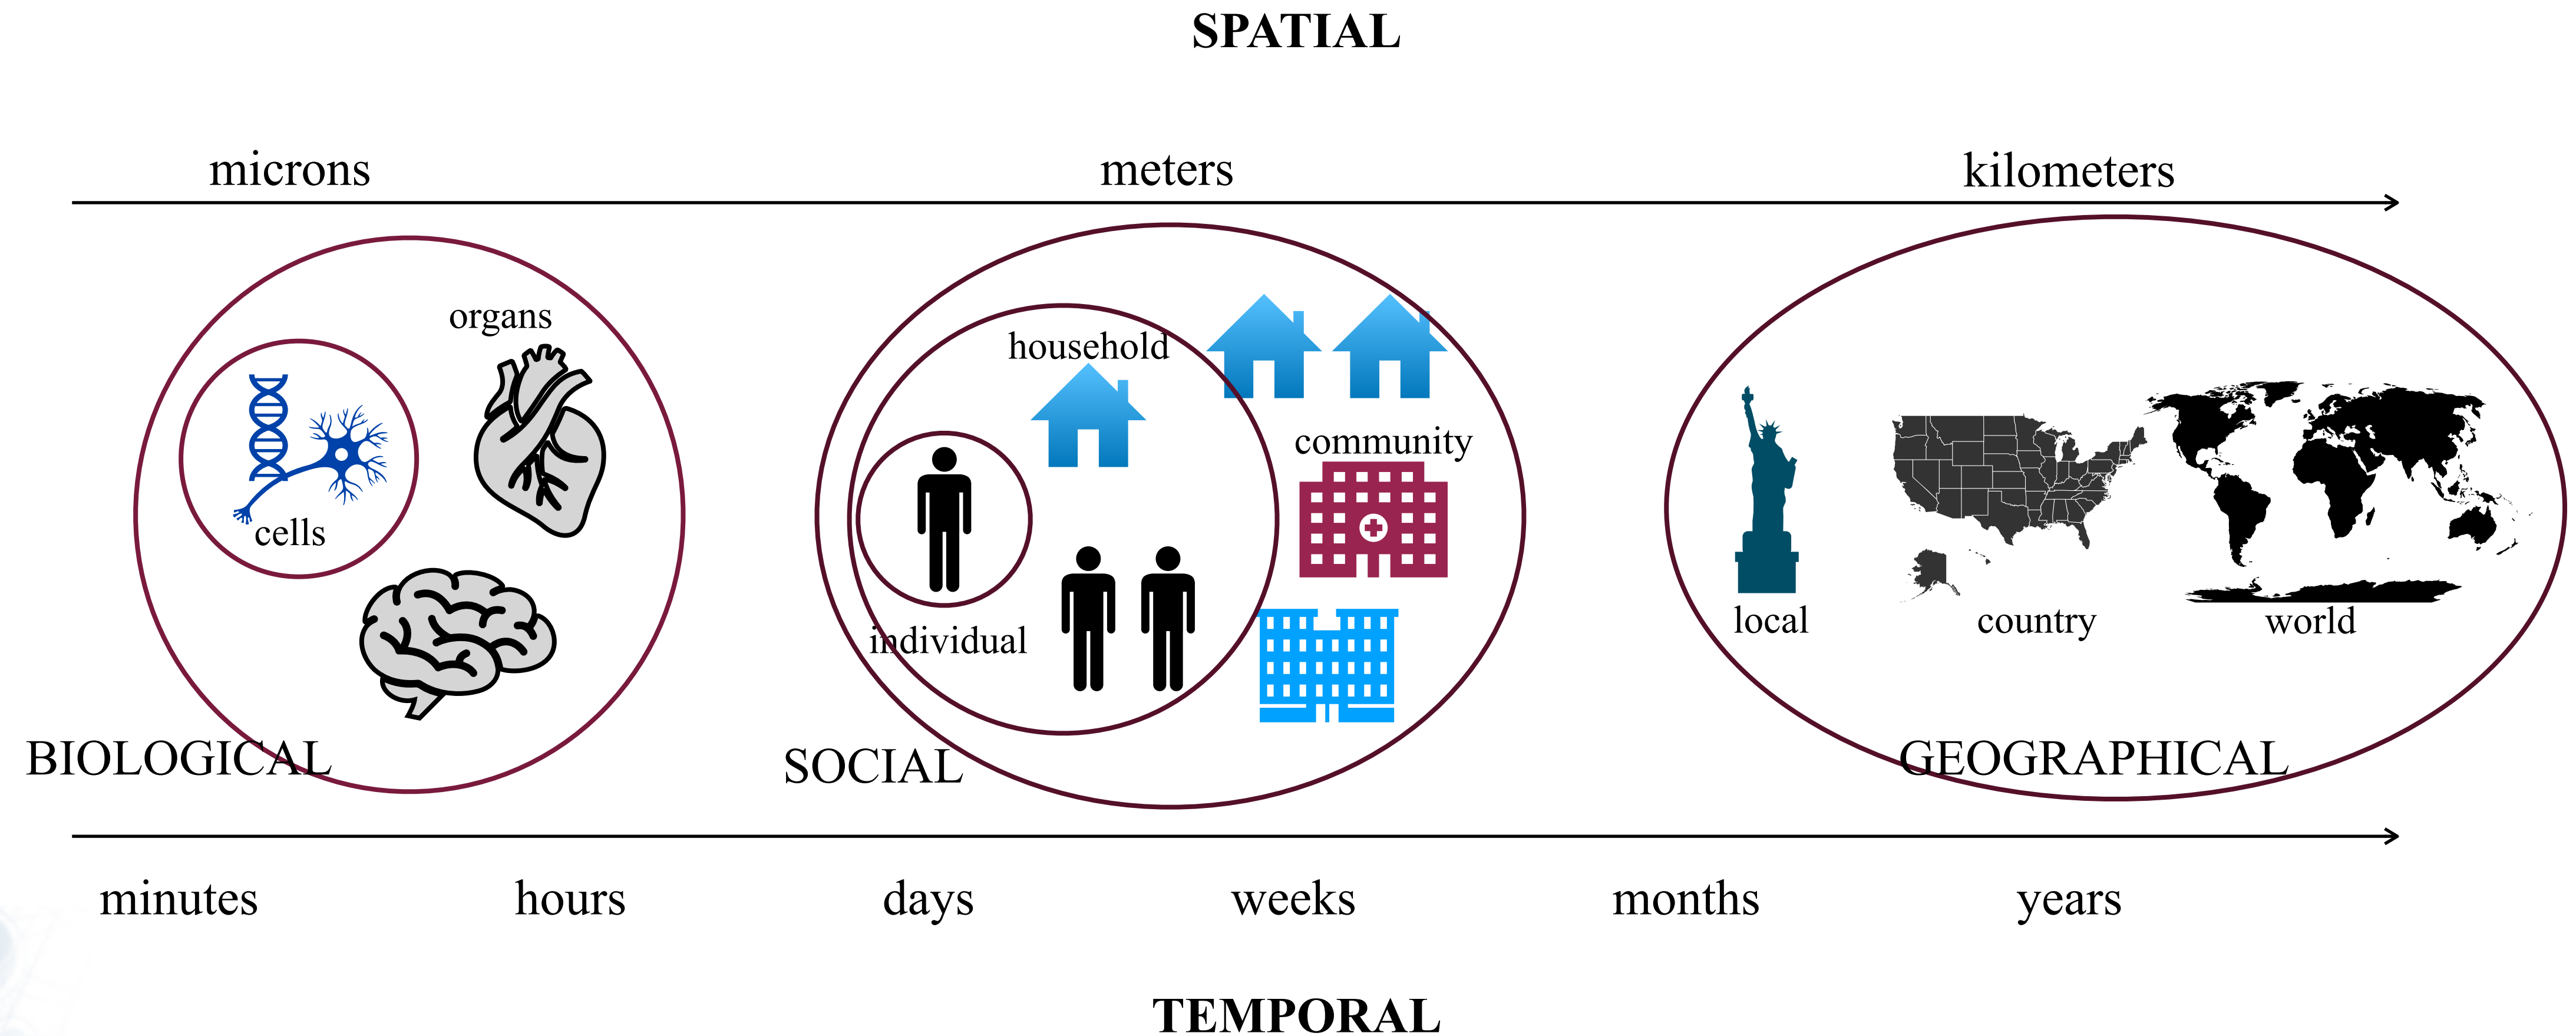 SPATIAL
microns meters kilometers
organs
household
community
cells
individual
local country world
BIOLOGICAL SOCIAL GEOGRAPHICAL
minutes hours days weeks months years
TEMPORAL